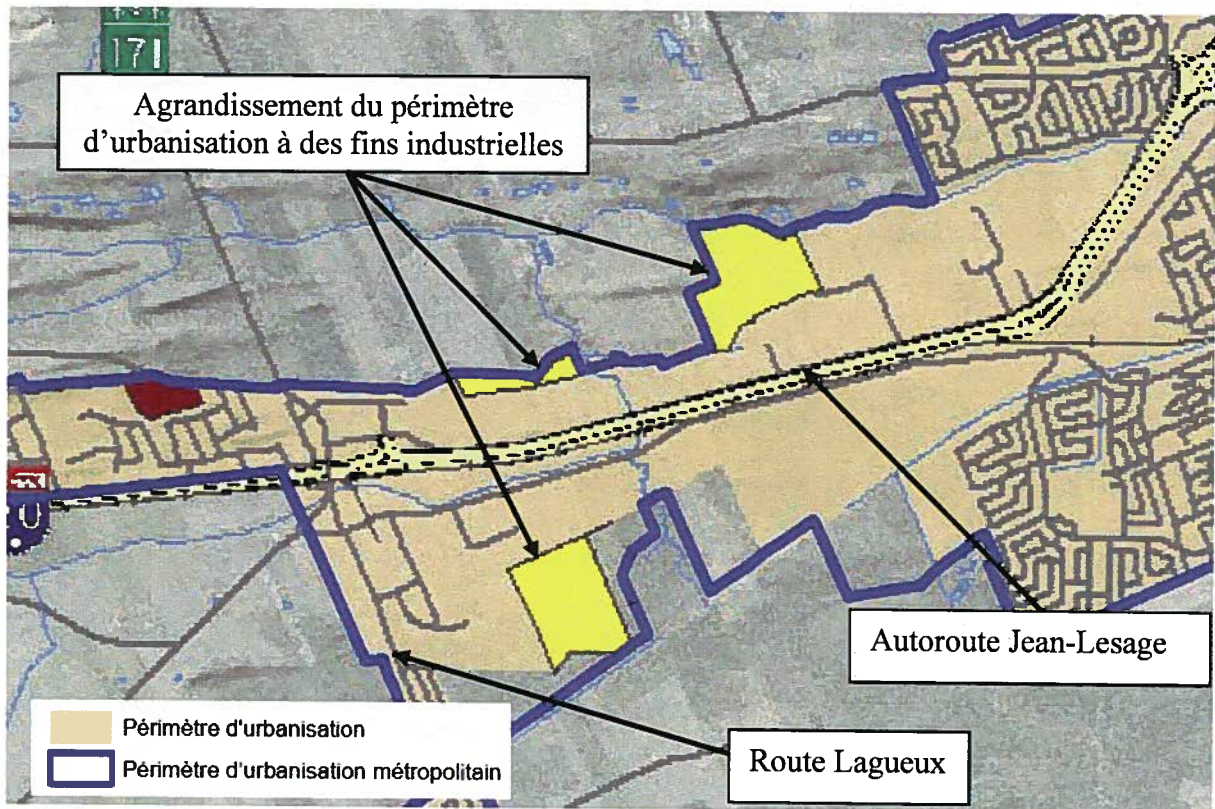 171
Agrandissement du périmètre
d'urbanisation à des fins industrielles
Autoroute Jean-Lesage
Route Lagueux
Périmètre d'urbanisation
Périmètre d'urbanisation métropolitain